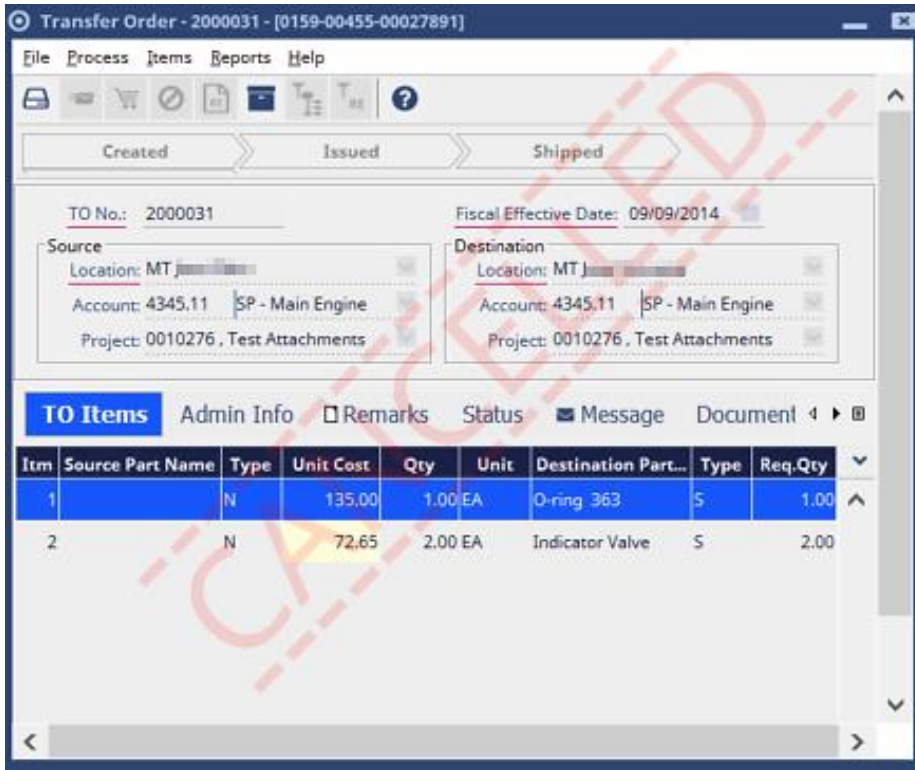 Transfer Order - 2000031 - [0159-00455-00027891]
File Process Items Reports Help
Created Issued Shipped
TO No.: 2000031 Fiscal Effective Date: 09/09/2014
Source Destination
Location: MT Location: MT
Account: 4345.11 SP - Main Engine Account: 4345.11 SP - Main Engine
Project: 0010276 , Test Attachments Project: 0010276 , Test Attachments
TO Items Admin Info Remarks Status Message Document
Itm Source Part Name Type Unit Cost Qty Unit Destination Part... Type Req.Qty
1 N 135.00 1.00 EA O-ring 363 S 1.00
2 N 72.65 2.00 EA Indicator Valve S 2.00
CANCELLED